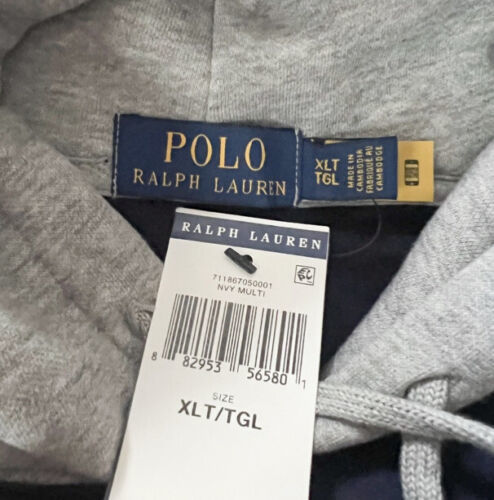 POLO
RALPH LAUREN
XLT
TGL
MADE IN
CAMBODIA
FABRIQUÉ AU
CAMBODGE
RALPH LAUREN
711867050001
NVY MULTI
8 82953 56580 1
SIZE
XLT/TGL